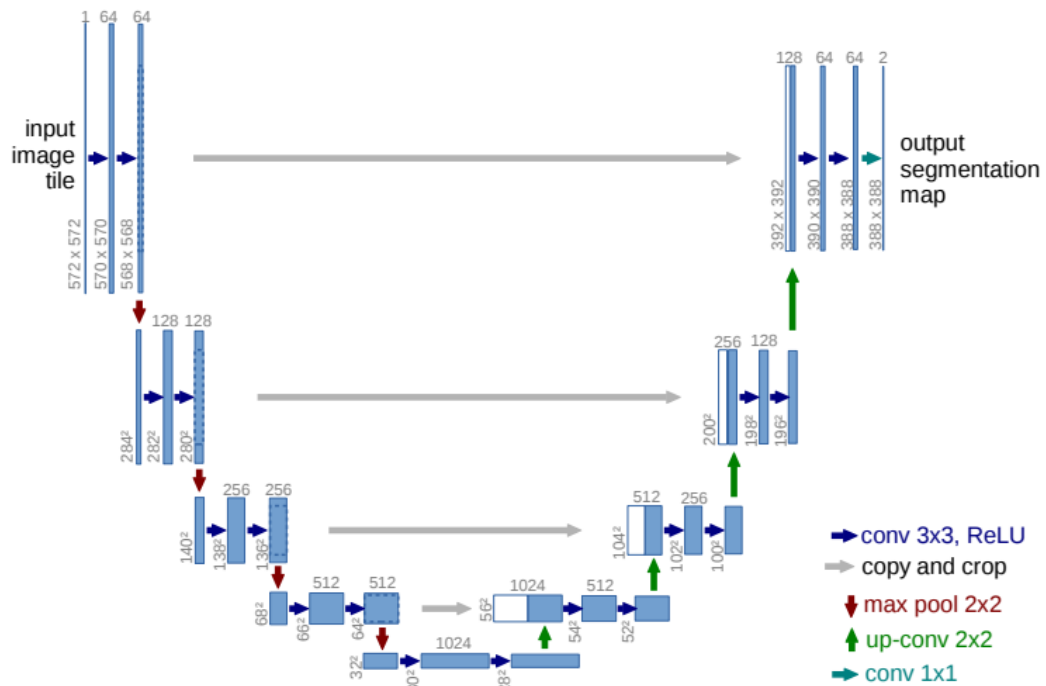 1 64 64
input
image
tile
572 x 572
570 x 570
568 x 568
128 64 64 2
output
segmentation
map
392 x 392
390 x 390
388 x 388
388 x 388
128 128
284²
282²
280²
256 128
200²
198²
196²
256 256
140²
138²
136²
512 256
104²
102²
100²
512 512
68²
66²
64²
1024 512
56²
54²
52²
1024
32²
conv 3x3, ReLU
copy and crop
max pool 2x2
up-conv 2x2
conv 1x1